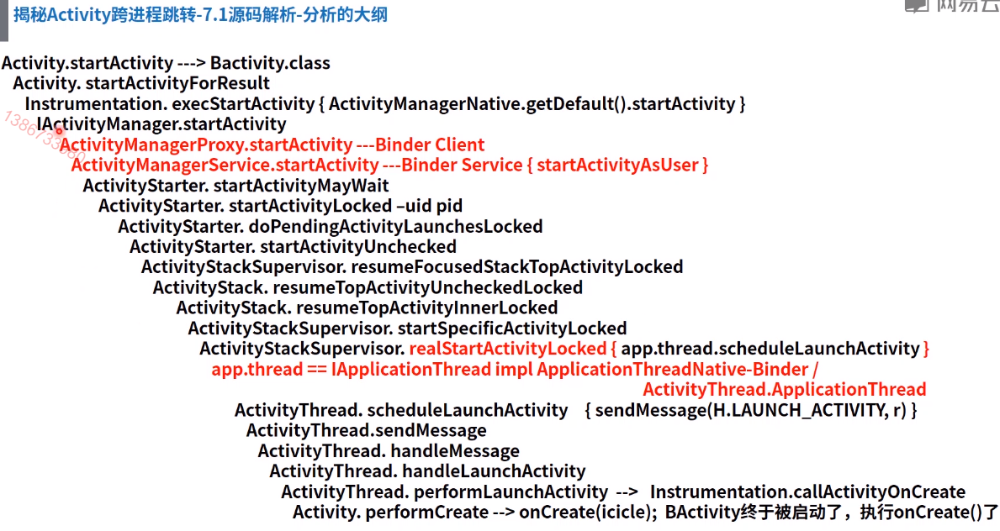 揭秘Activity跨进程跳转-7.1源码解析-分析的大纲
网易云
Activity.startActivity ---> Bactivity.class
Activity. startActivityForResult
Instrumentation. execStartActivity { ActivityManagerNative.getDefault().startActivity }
IActivityManager.startActivity
ActivityManagerProxy.startActivity ---Binder Client
ActivityManagerService.startActivity ---Binder Service { startActivityAsUser }
ActivityStarter. startActivityMayWait
ActivityStarter. startActivityLocked –uid pid
ActivityStarter. doPendingActivityLaunchesLocked
ActivityStarter. startActivityUnchecked
ActivityStackSupervisor. resumeFocusedStackTopActivityLocked
ActivityStack. resumeTopActivityUncheckedLocked
ActivityStack. resumeTopActivityInnerLocked
ActivityStackSupervisor. startSpecificActivityLocked
ActivityStackSupervisor. realStartActivityLocked { app.thread.scheduleLaunchActivity }
app.thread == IApplicationThread impl ApplicationThreadNative-Binder /
ActivityThread.ApplicationThread
ActivityThread. scheduleLaunchActivity { sendMessage(H.LAUNCH_ACTIVITY, r) }
ActivityThread.sendMessage
ActivityThread. handleMessage
ActivityThread. handleLaunchActivity
ActivityThread. performLaunchActivity --> Instrumentation.callActivityOnCreate
Activity. performCreate --> onCreate(icicle); BActivity终于被启动了，执行onCreate()了